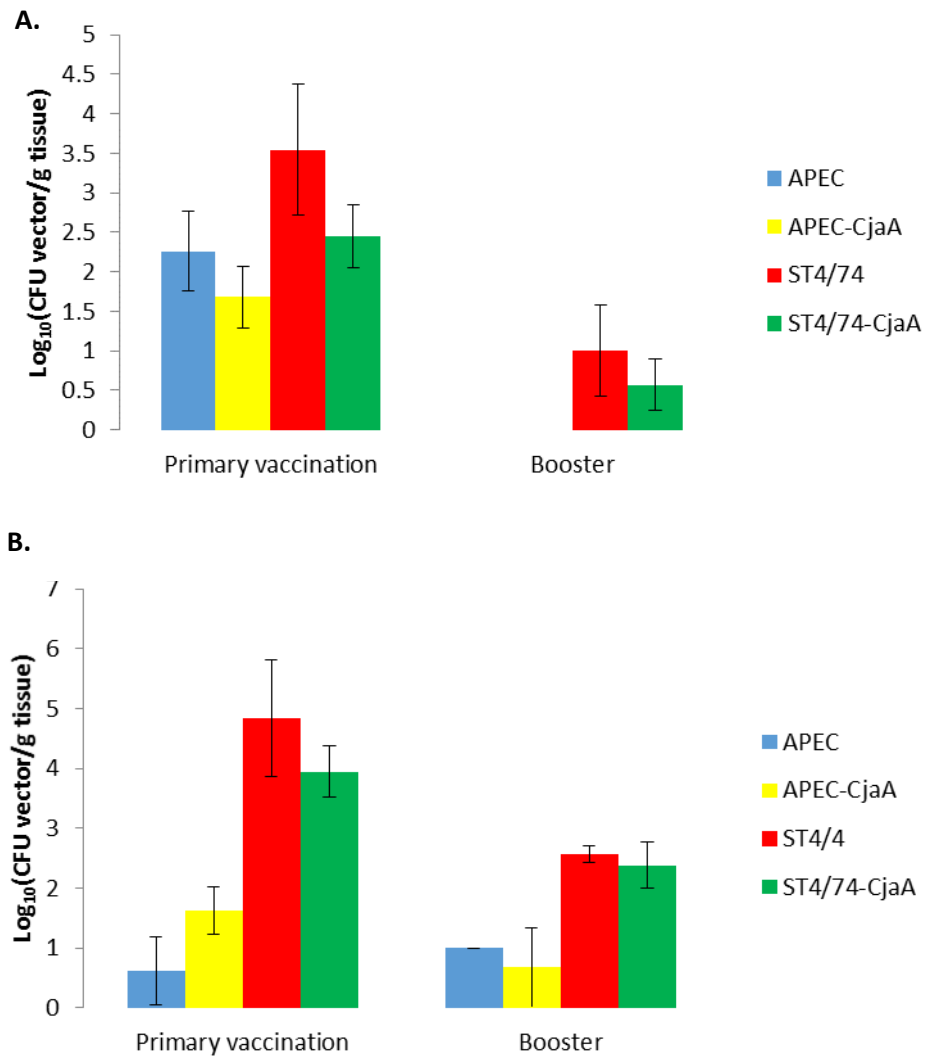 A.
5
4.5
4
3.5
3
2.5
2
1.5
1
0.5
0
Log₁₀(CFU vector/g tissue)
Primary vaccination
Booster
APEC
APEC-CjaA
ST4/74
ST4/74-CjaA
B.
7
6
5
4
3
2
1
0
Log₁₀(CFU vector/g tissue)
Primary vaccination
Booster
APEC
APEC-CjaA
ST4/4
ST4/74-CjaA